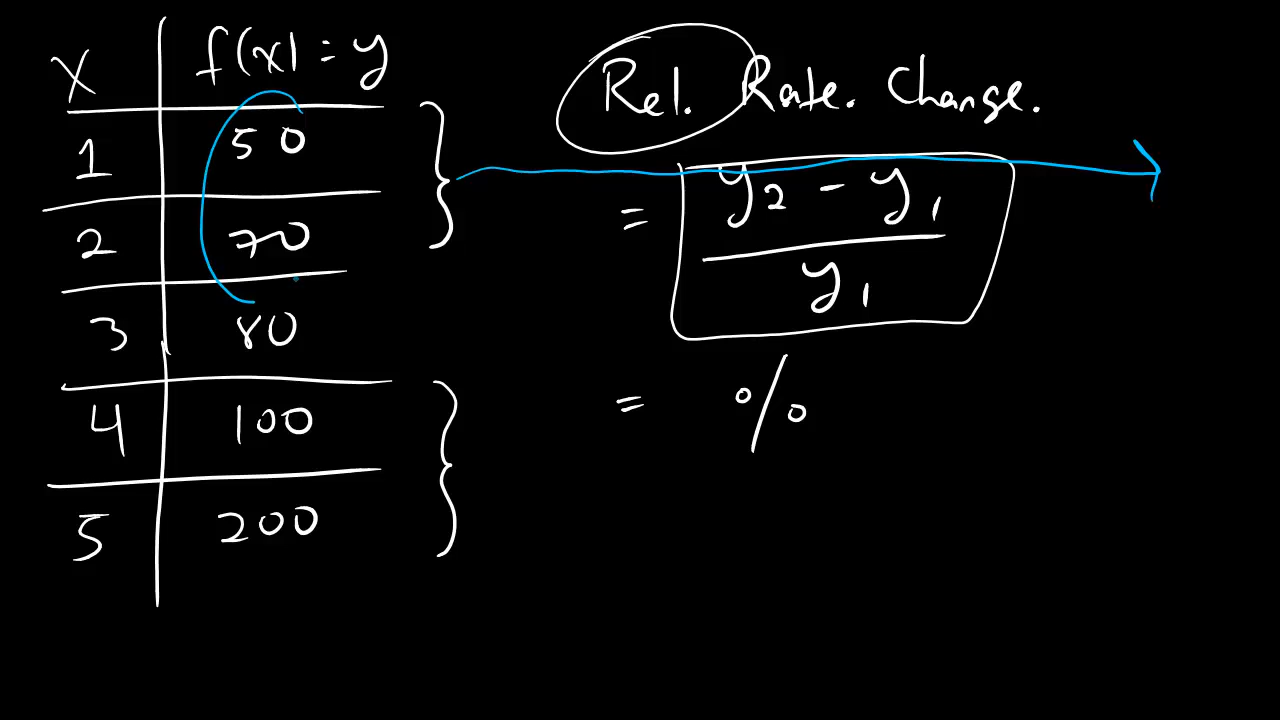 x f(x) = y
1 50
2 70
3 80
4 100
5 200
Rel. Rate. Change.
= y₂ - y₁
y₁
= %